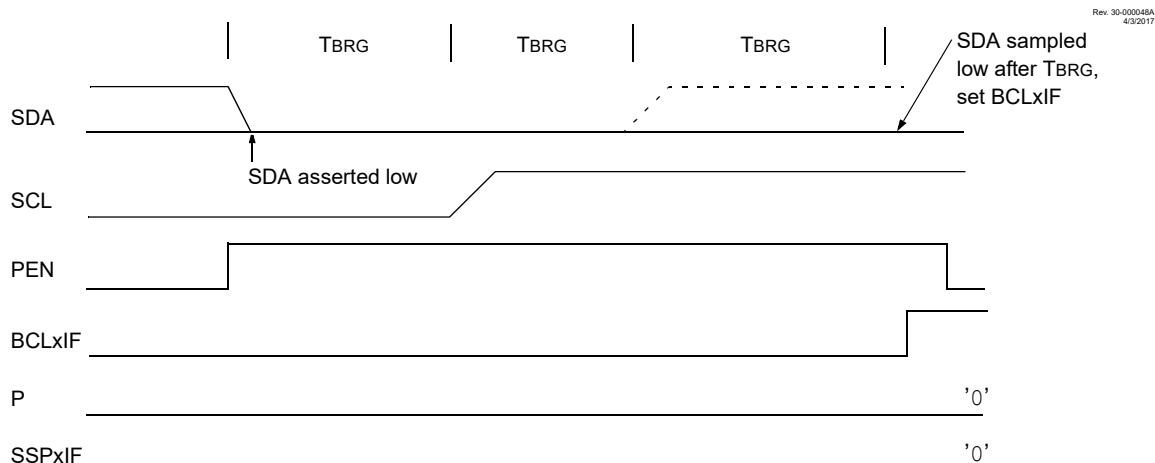 Rev. 30-000048A
4/3/2017
TBRG
TBRG
TBRG
SDA sampled
low after TBRG,
set BCLxIF
SDA
SDA asserted low
SCL
PEN
BCLxIF
P
'0'
SSPxIF
'0'